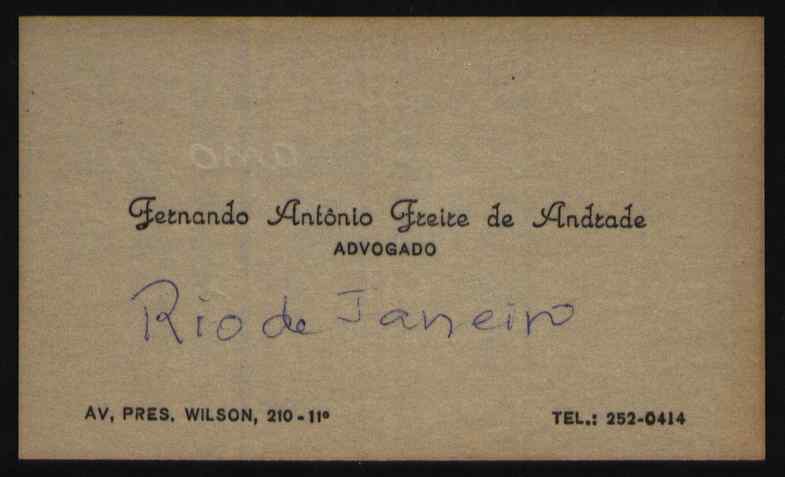 Fernando Antônio Freire de Andrade
ADVOGADO
Rio de Janeiro
AV, PRES. WILSON, 210-11º
TEL.: 252-0414